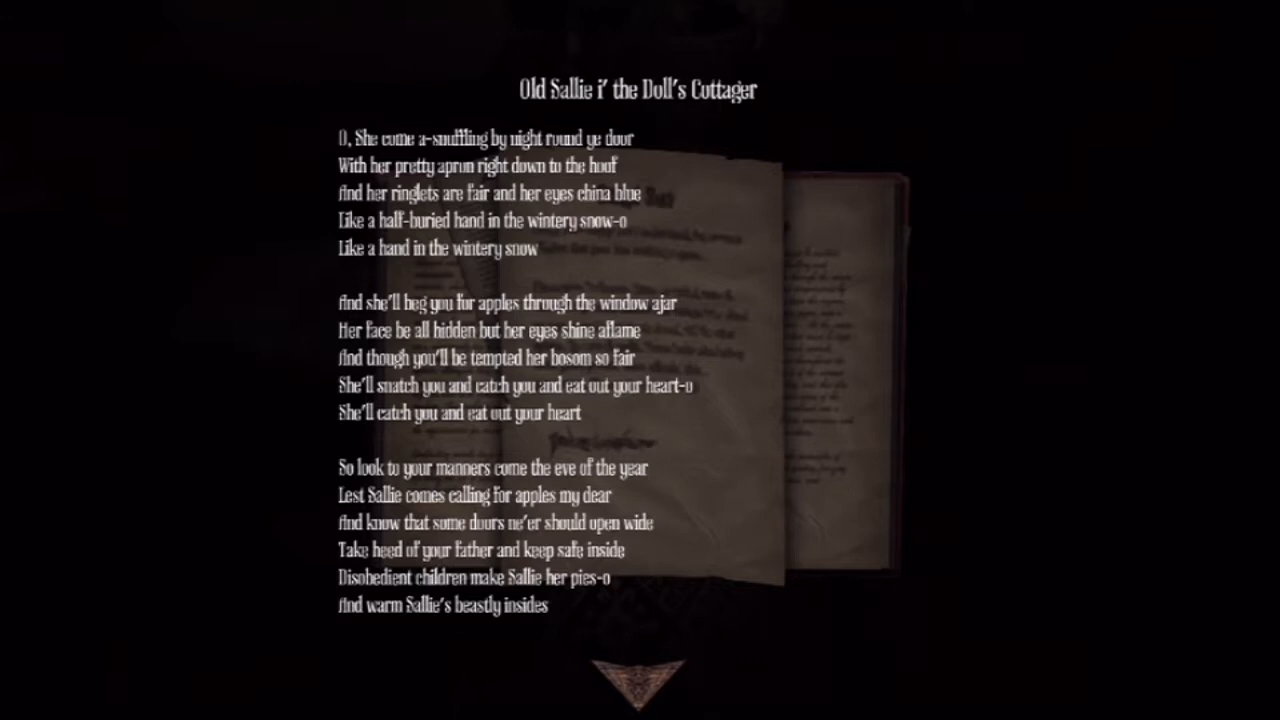 Old Sallie i' the Doll's Cottager
O, She come a-snuffling by night round ye door
With her pretty apron right down to the hoof
And her ringlets are fair and her eyes china blue
Like a half-buried hand in the wintery snow-o
Like a hand in the wintery snow
And she'll beg you for apples through the window ajar
Her face be all hidden but her eyes shine aflame
And though you'll be tempted her bosom so fair
She'll snatch you and catch you and eat out your heart-o
She'll catch you and eat out your heart
So look to your manners come the eve of the year
Lest Sallie comes calling for apples my dear
And know that some doors ne'er should open wide
Take heed of your father and keep safe inside
Disobedient children make Sallie her pies-o
And warm Sallie's beastly insides